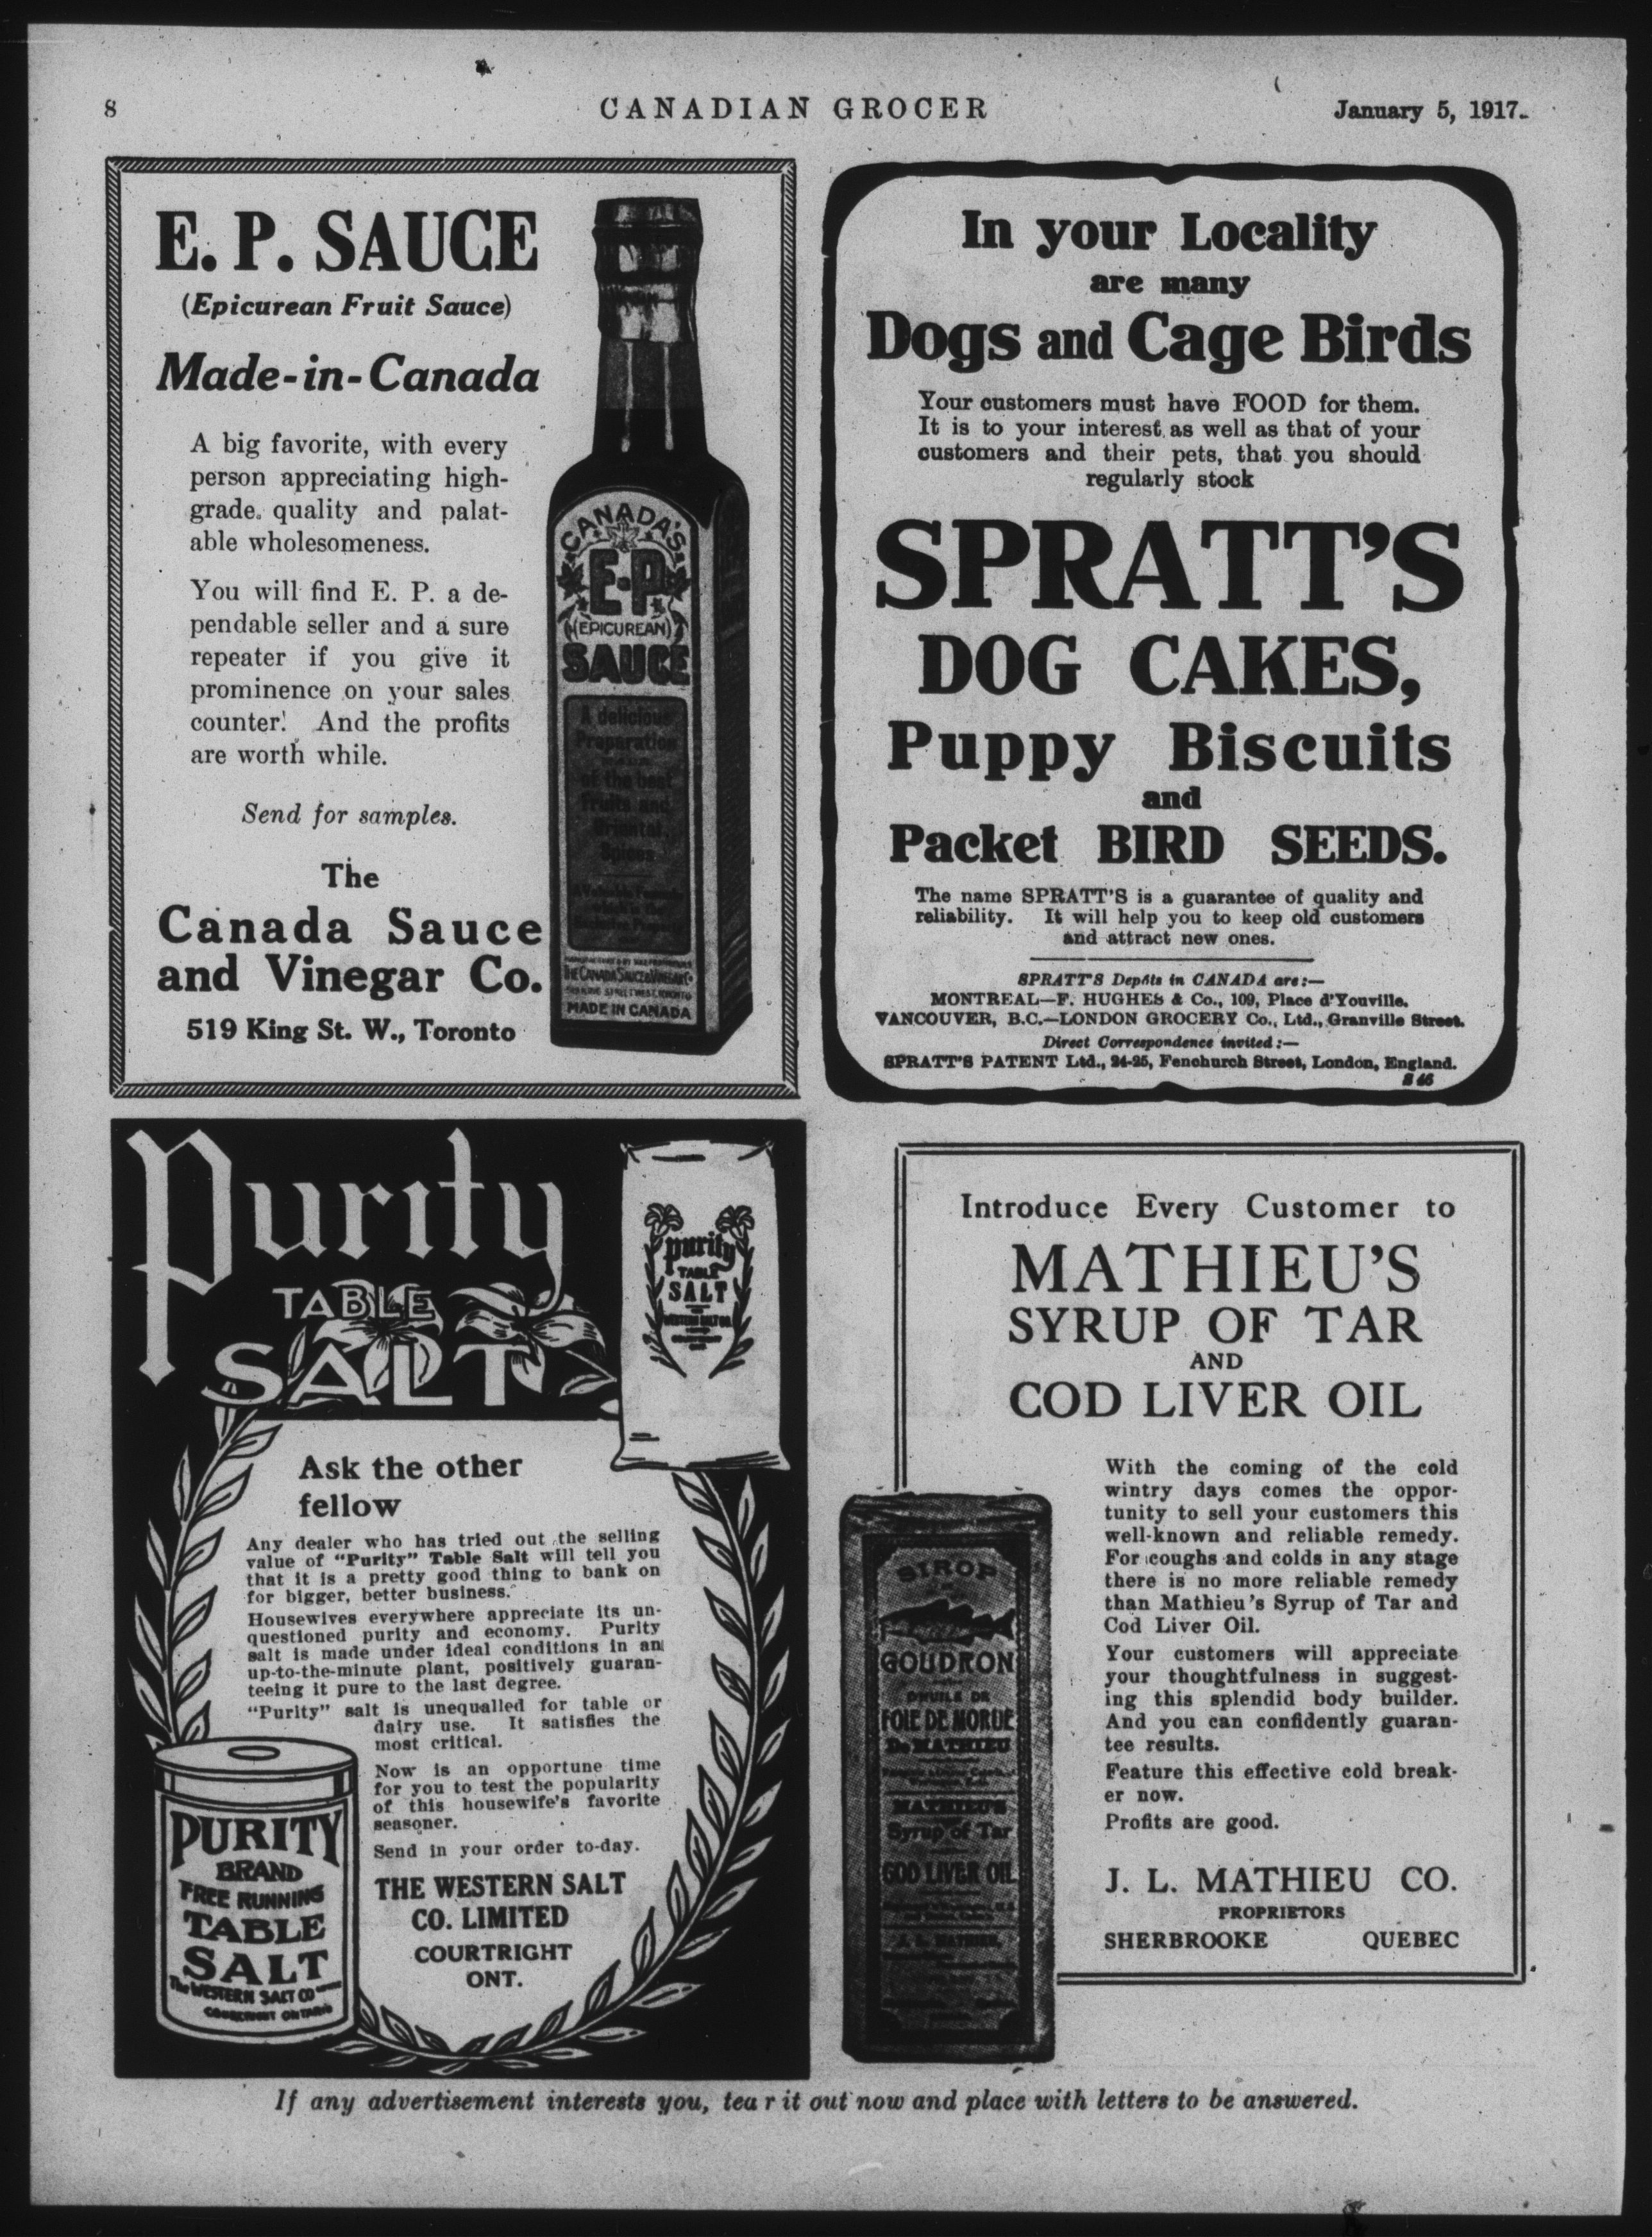 8
CANADIAN GROCER
January 5, 1917.
E. P. SAUCE
(Epicurean Fruit Sauce)
Made-in-Canada
A big favorite, with every
person appreciating high-
grade quality and palat-
able wholesomeness.
You will find E. P. a de-
pendable seller and a sure
repeater if you give it
prominence on your sales
counter. And the profits
are worth while.
Send for samples.
The
Canada Sauce
and Vinegar Co.
519 King St. W., Toronto
CANADA'S
E·P
(EPICUREAN)
SAUCE
A delicious
Preparation
of the best
Fruits and
Oriental
Spices
THE CANADA SAUCE & VINEGAR Co
MADE IN CANADA
In your Locality
are many
Dogs and Cage Birds
Your customers must have FOOD for them.
It is to your interest as well as that of your
customers and their pets, that you should
regularly stock
SPRATT'S
DOG CAKES,
Puppy Biscuits
and
Packet BIRD SEEDS.
The name SPRATT'S is a guarantee of quality and
reliability. It will help you to keep old customers
and attract new ones.
SPRATT'S Depôts in CANADA are:—
MONTREAL—F. HUGHES & Co., 109, Place d'Youville.
VANCOUVER, B.C.—LONDON GROCERY Co., Ltd., Granville Street.
Direct Correspondence invited:—
SPRATT'S PATENT Ltd., 24-25, Fenchurch Street, London, England.
Purity
TABLE
SALT
purity
TABLE
SALT
Ask the other
fellow
Any dealer who has tried out the selling
value of "Purity" Table Salt will tell you
that it is a pretty good thing to bank on
for bigger, better business.
Housewives everywhere appreciate its un-
questioned purity and economy. Purity
salt is made under ideal conditions in an
up-to-the-minute plant, positively guaran-
teeing it pure to the last degree.
"Purity" salt is unequalled for table or
dairy use. It satisfies the
most critical.
Now is an opportune time
for you to test the popularity
of this housewife's favorite
seasoner.
Send in your order to-day.
THE WESTERN SALT
CO. LIMITED
COURTRIGHT
ONT.
PURITY
BRAND
FREE RUNNING
TABLE
SALT
The WESTERN SALT CO
COURTRIGHT ONTARIO
Introduce Every Customer to
MATHIEU'S
SYRUP OF TAR
AND
COD LIVER OIL
With the coming of the cold
wintry days comes the oppor-
tunity to sell your customers this
well-known and reliable remedy.
For coughs and colds in any stage
there is no more reliable remedy
than Mathieu's Syrup of Tar and
Cod Liver Oil.
Your customers will appreciate
your thoughtfulness in suggest-
ing this splendid body builder.
And you can confidently guaran-
tee results.
Feature this effective cold break-
er now.
Profits are good.
J. L. MATHIEU CO.
PROPRIETORS
SHERBROOKE QUEBEC
SIROP
GOUDRON
D'HUILE DE
FOIE DE MORUE
De MATHIEU
MATHIEU'S
Syrup of Tar
COD LIVER OIL
If any advertisement interests you, tear it out now and place with letters to be answered.